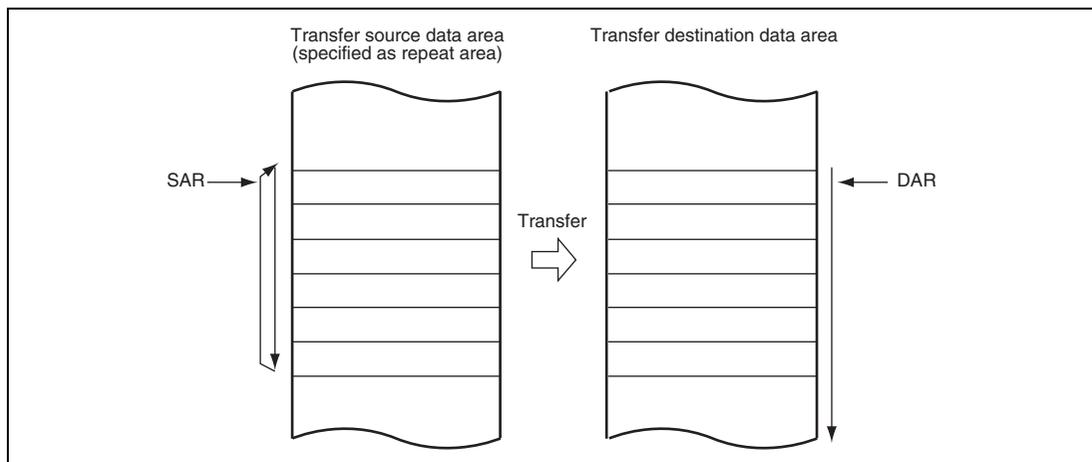 Transfer source data area
(specified as repeat area)
Transfer destination data area
SAR
Transfer
DAR